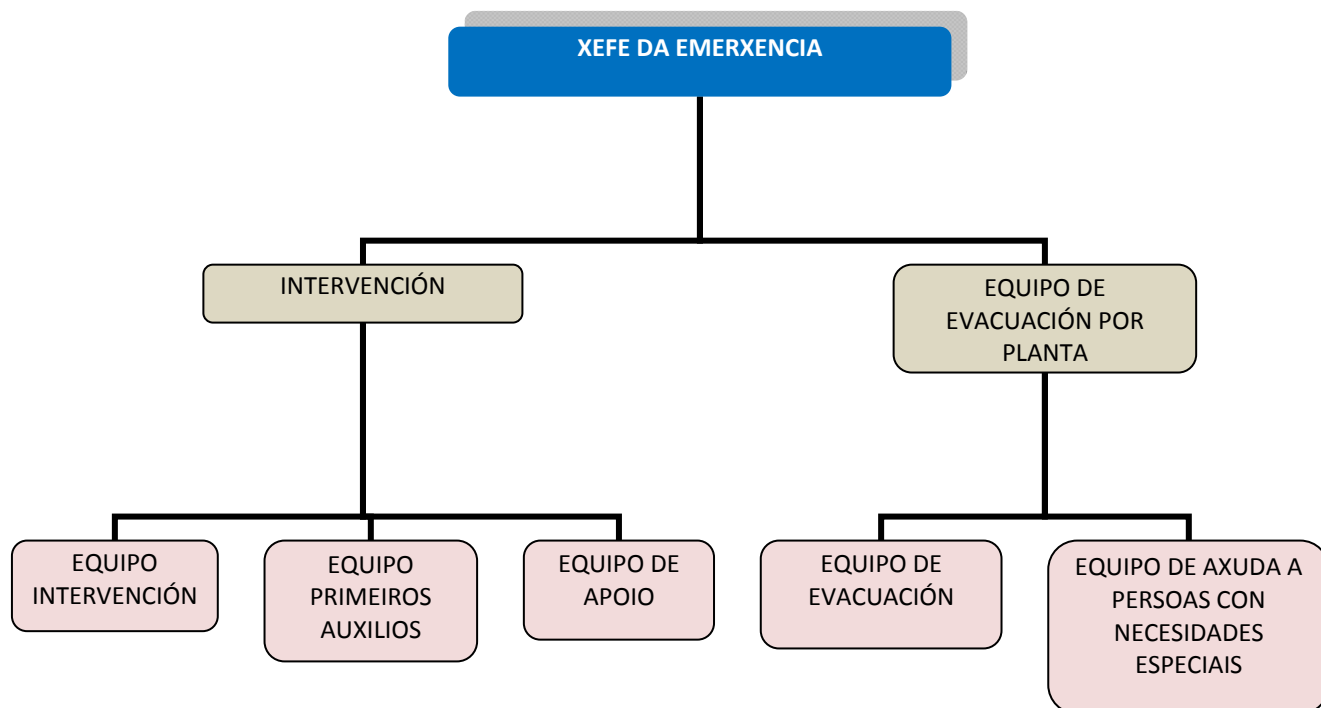 XEFE DA EMERXENCIA
INTERVENCIÓN
EQUIPO DE
EVACUACIÓN POR
PLANTA
EQUIPO
INTERVENCIÓN
EQUIPO
PRIMEIROS
AUXILIOS
EQUIPO DE
APOIO
EQUIPO DE
EVACUACIÓN
EQUIPO DE AXUDA A
PERSOAS CON
NECESIDADES
ESPECIAIS